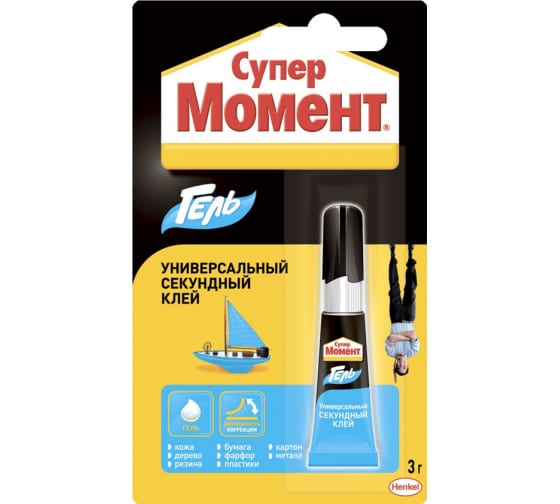 Супер
Момент®
Гель
УНИВЕРСАЛЬНЫЙ
СЕКУНДНЫЙ
КЛЕЙ
Супер
Момент
Гель
Универсальный
СЕКУНДНЫЙ
КЛЕЙ
ГЕЛЬ
ВОЗМОЖНОСТЬ
КОРРЕКЦИИ
• кожа • бумага • картон
• дерево • фарфор • металл
• резина • пластики
3 г
Henkel